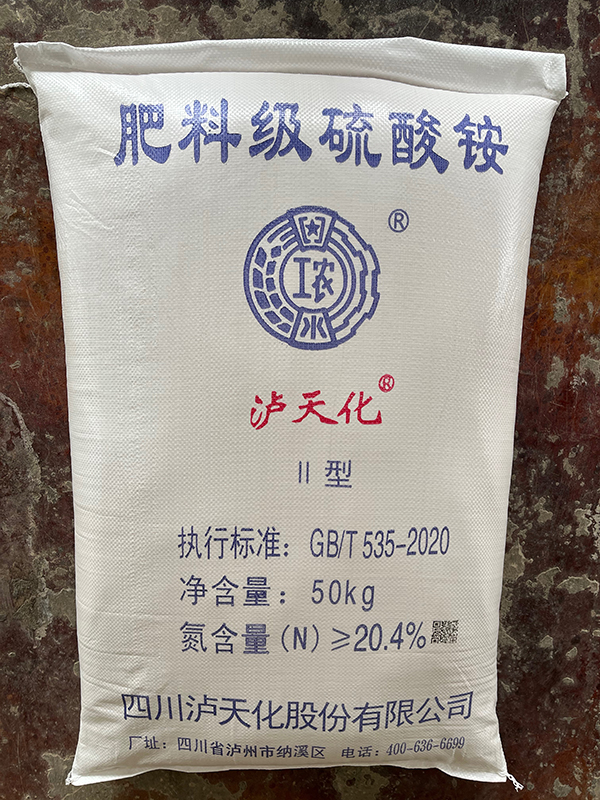 肥料级硫酸铵
®
工农
水
泸天化®
II 型
执行标准：GB/T 535-2020
净含量：50kg
氮含量(N)≥20.4%
四川泸天化股份有限公司
厂址：四川省泸州市纳溪区 电话：400-636-6699